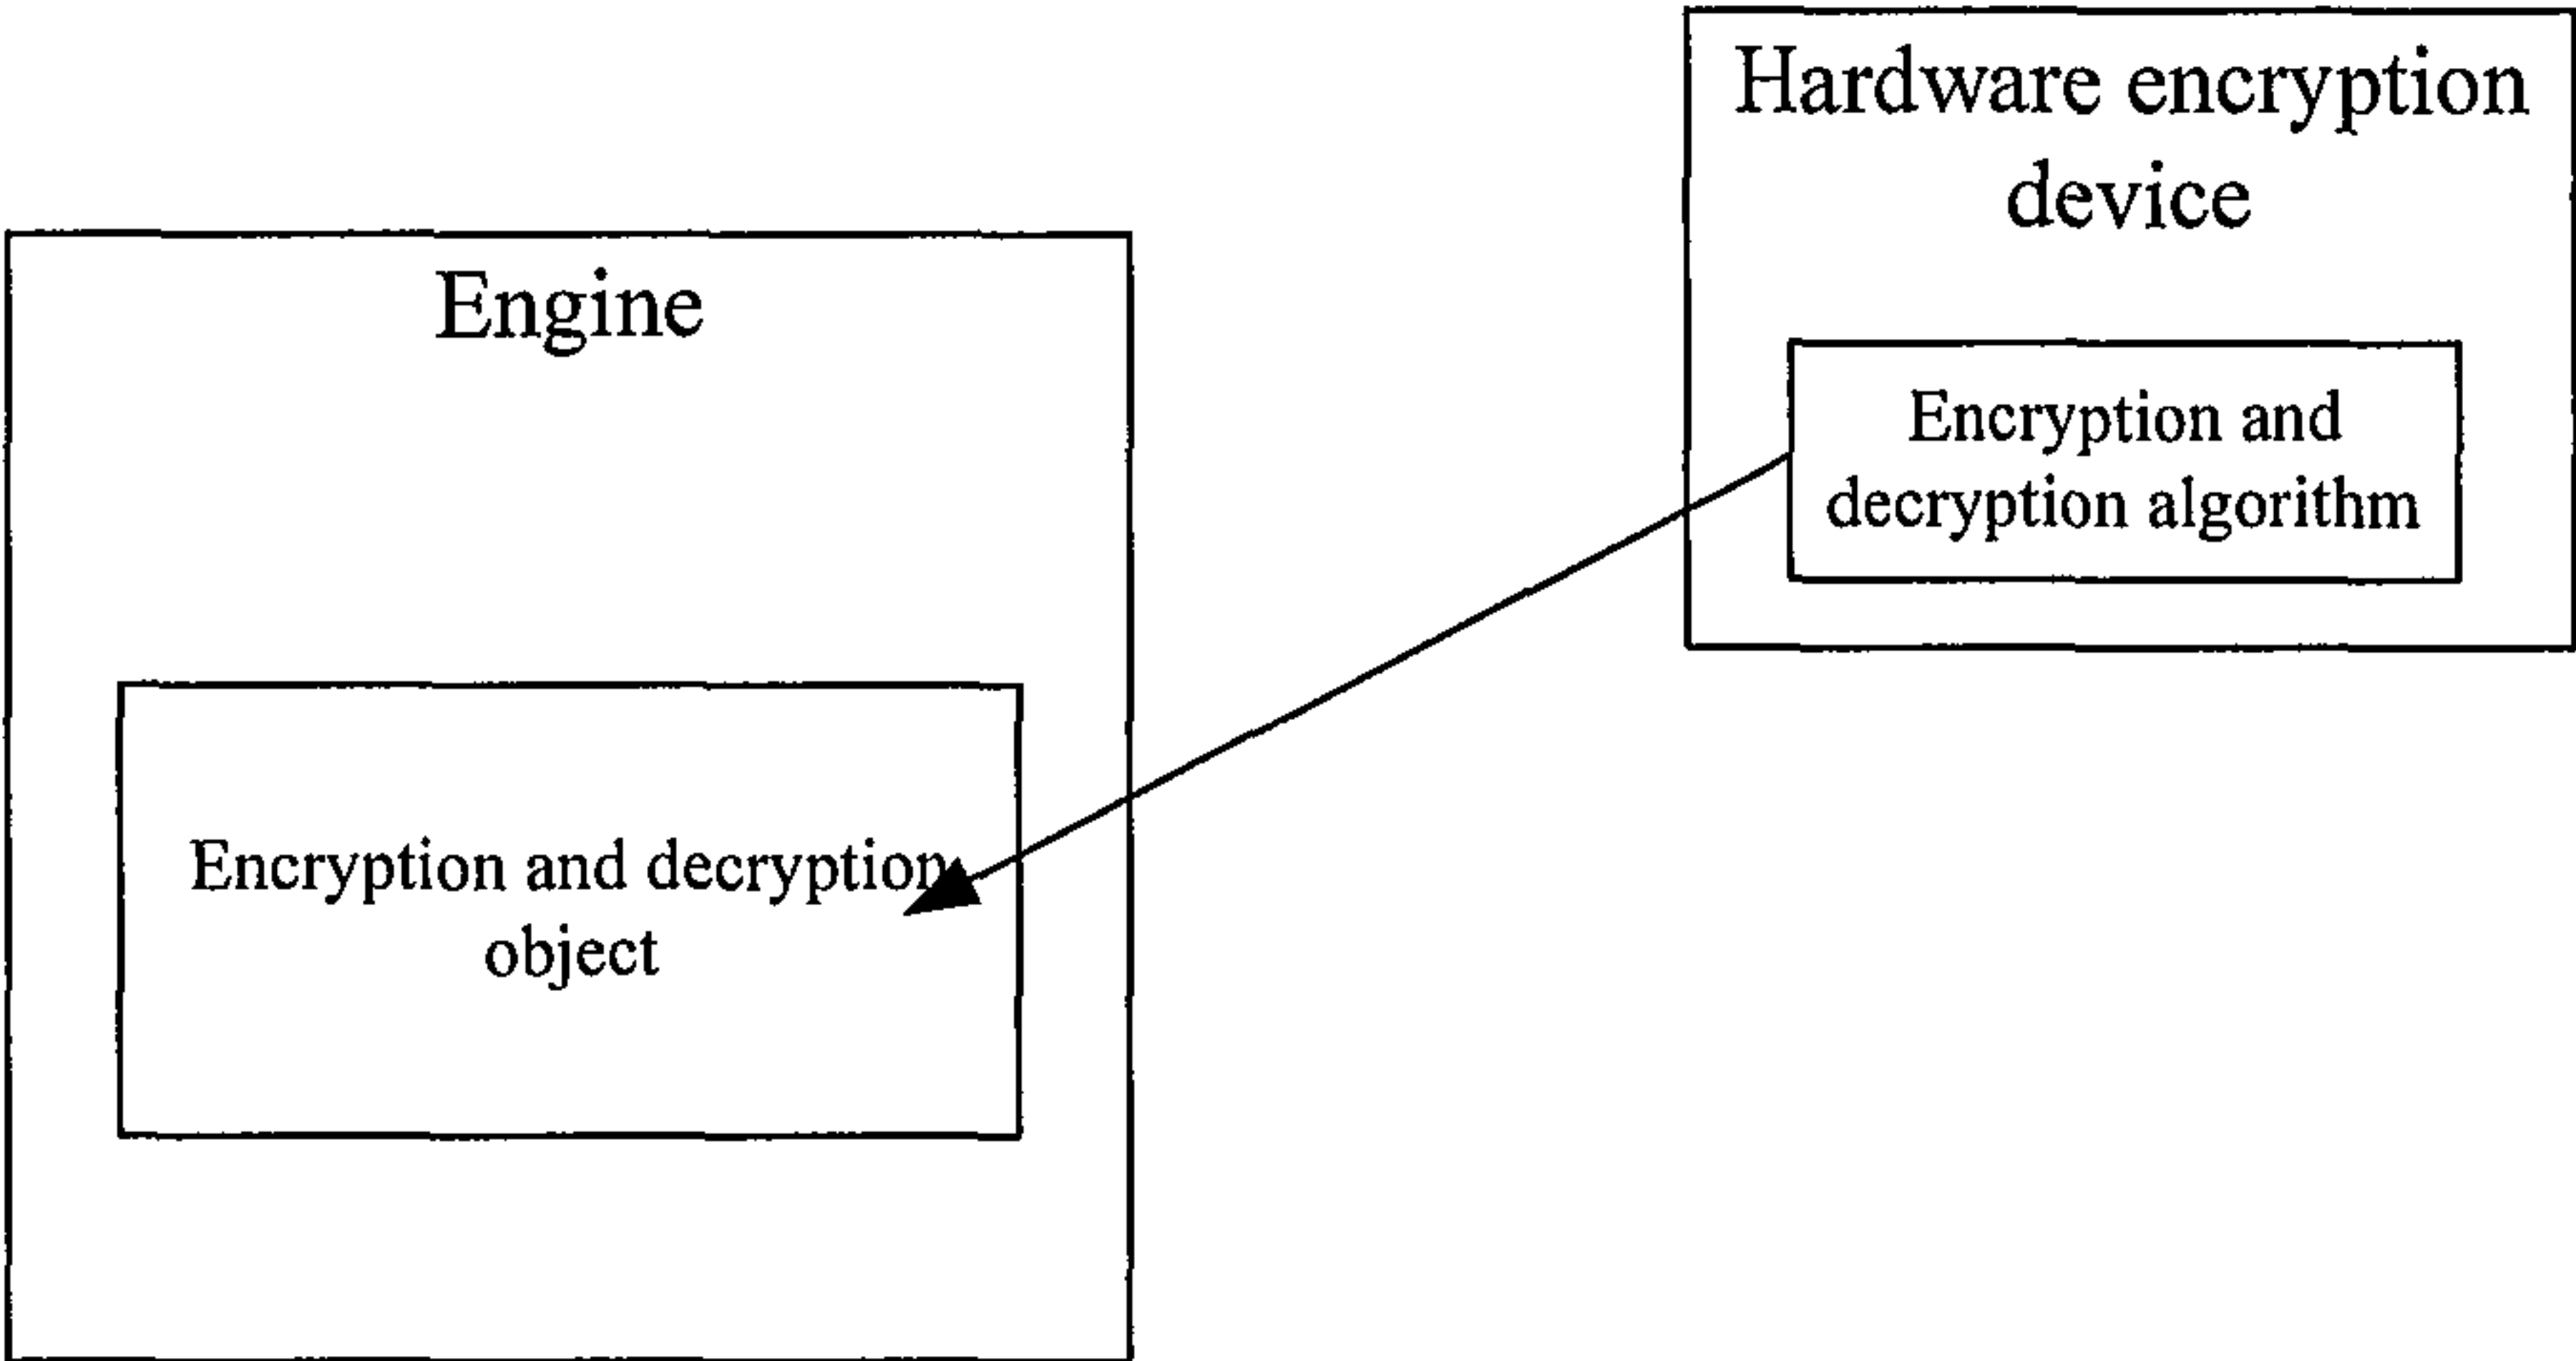 Hardware encryption
device
Encryption and
decryption algorithm
Engine
Encryption and decryption
object